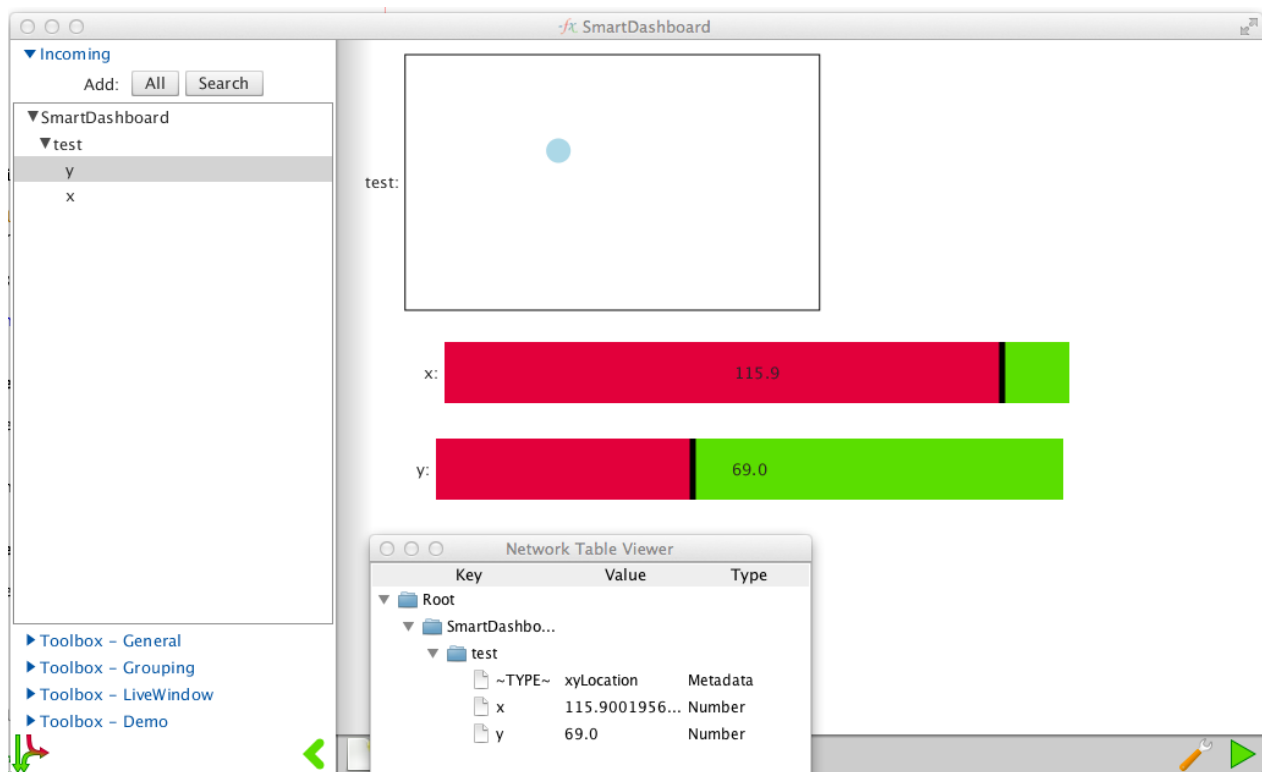 -fx SmartDashboard
Incoming
Add: All Search
SmartDashboard
test
y
x
test:
x: 115.9
y: 69.0
Network Table Viewer
Key Value Type
Root
SmartDashbo...
test
~TYPE~ xyLocation Metadata
x 115.9001956... Number
y 69.0 Number
Toolbox – General
Toolbox – Grouping
Toolbox – LiveWindow
Toolbox – Demo